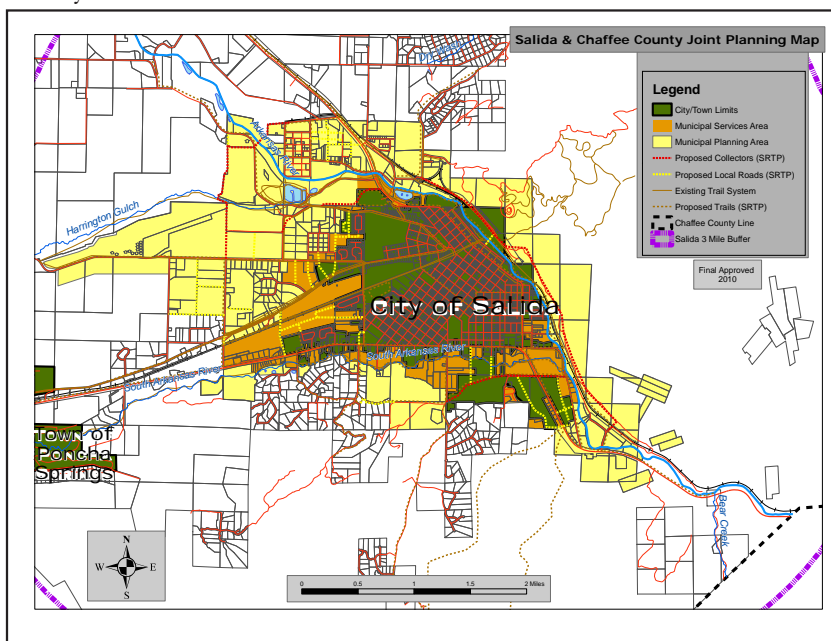 Salida & Chaffee County Joint Planning Map
Legend
City/Town Limits
Municipal Services Area
Municipal Planning Area
Proposed Collectors (SRTP)
Proposed Local Roads (SRTP)
Existing Trail System
Proposed Trails (SRTP)
Chaffee County Line
Salida 3 Mile Buffer
Final Approved
2010
Arkansas River
Harrington Gulch
City of Salida
South Arkansas River
South Arkansas River
Town of
Poncha
Springs
Bear Creek
N
W E
S
0 0.5 1 1.5 2 Miles